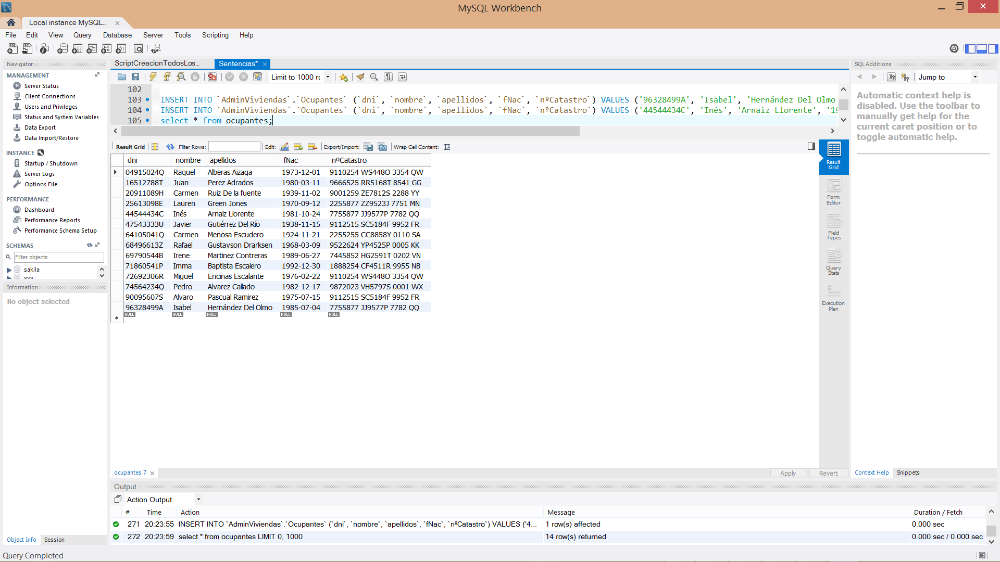 MySQL Workbench
Local instance MySQL... ×
File Edit View Query Database Server Tools Scripting Help
Navigator
MANAGEMENT
Server Status
Client Connections
Users and Privileges
Status and System Variables
Data Export
Data Import/Restore
INSTANCE
Startup / Shutdown
Server Logs
Options File
PERFORMANCE
Dashboard
Performance Reports
Performance Schema Setup
SCHEMAS
Filter objects
sakila
sys
Information
No object selected
Object Info Session
ScriptCreacionTodosLos... Sentencias* ×
Limit to 1000 r
102
103 INSERT INTO `AdminViviendas`.`Ocupantes` (`dni`, `nombre`, `apellidos`, `fNac`, `nºCatastro`) VALUES ('96328499A', 'Isabel', 'Hernández Del Olmo'
104 INSERT INTO `AdminViviendas`.`Ocupantes` (`dni`, `nombre`, `apellidos`, `fNac`, `nºCatastro`) VALUES ('44544434C', 'Inés', 'Arnaiz Llorente', '19
105 select * from ocupantes;
Result Grid Filter Rows: Edit: Export/Import: Wrap Cell Content:
dni nombre apellidos fNac nºCatastro
04915024Q Raquel Alberas Aizaga 1973-12-01 9110254 WS448O 3354 QW
16512788T Juan Perez Adrados 1980-03-11 9666525 RR5168T 8541 GG
20911089H Carmen Ruiz De la fuente 1939-11-02 9001259 ZE7812S 2288 YY
25613098E Lauren Green Jones 1970-09-12 2255877 ZZ9523J 7751 MN
44544434C Inés Arnaiz Llorente 1981-10-24 7755877 JJ9577P 7782 QQ
47543333U Javier Gutiérrez Del Río 1938-11-15 9112515 SC5184F 9952 FR
64105041Q Carmen Menosa Escudero 1924-11-21 2255255 CC8858Y 0110 SA
68496613Z Rafael Gustavson Drarksen 1968-03-09 9522624 YP4525P 0005 KK
69790544B Irene Martinez Contreras 1989-06-27 7445852 HG2591T 0202 VN
71860541P Imma Baptista Escalero 1992-12-30 1888254 CF4511R 9955 NB
72692306R Miguel Encinas Escalante 1976-02-22 9110254 WS448O 3354 QW
74564234Q Pedro Alvarez Callado 1982-12-17 9872023 VH5797S 0001 WX
90095607S Alvaro Pascual Ramirez 1975-07-15 9112515 SC5184F 9952 FR
96328499A Isabel Hernández Del Olmo 1985-07-04 7755877 JJ9577P 7782 QQ
NULL NULL NULL NULL NULL
Result
Grid
Form
Editor
Field
Types
Query
Stats
Execution
Plan
ocupantes 7 ×
Apply Revert
SQLAdditions
Jump to
Automatic context help is
disabled. Use the toolbar to
manually get help for the
current caret position or to
toggle automatic help.
Context Help Snippets
Output
Action Output
# Time Action Message Duration / Fetch
271 20:23:55 INSERT INTO `AdminViviendas`.`Ocupantes` (`dni`, `nombre`, `apellidos`, `fNac`, `nºCatastro`) VALUES ('4... 1 row(s) affected 0.000 sec
272 20:23:59 select * from ocupantes LIMIT 0, 1000 14 row(s) returned 0.000 sec / 0.000 sec
Query Completed